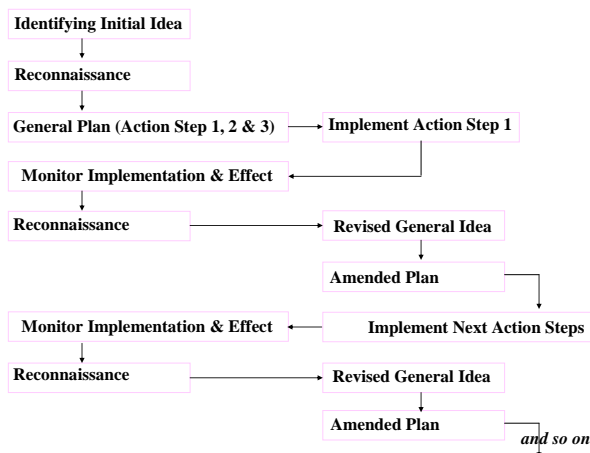 Identifying Initial Idea
Reconnaissance
General Plan (Action Step 1, 2 & 3)
Implement Action Step 1
Monitor Implementation & Effect
Reconnaissance
Revised General Idea
Amended Plan
Monitor Implementation & Effect
Implement Next Action Steps
Reconnaissance
Revised General Idea
Amended Plan
and so on